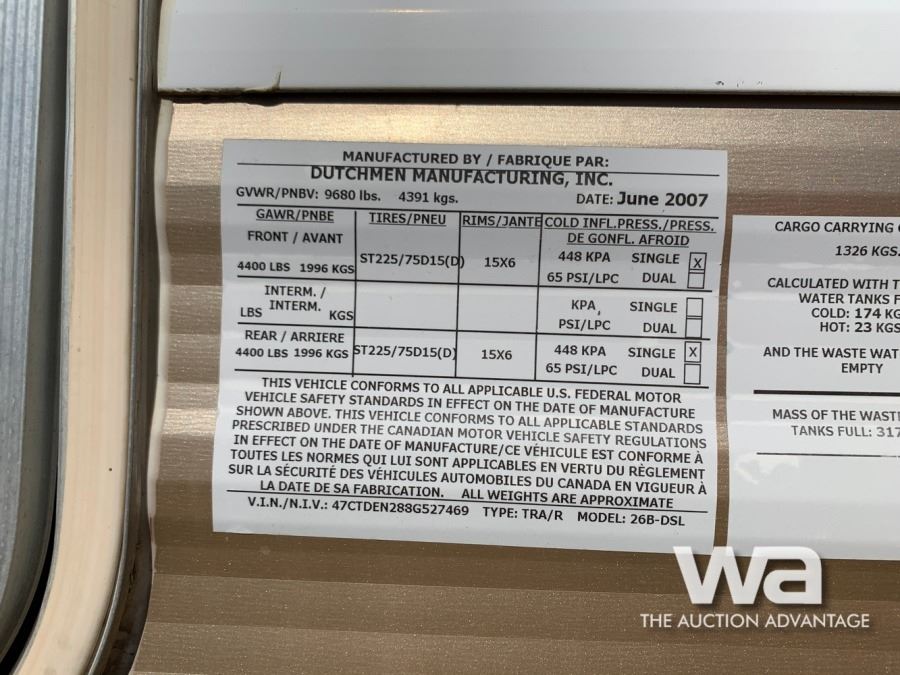 MANUFACTURED BY / FABRIQUE PAR:
DUTCHMEN MANUFACTURING, INC.
GVWR/PNBV: 9680 lbs. 4391 kgs. DATE: June 2007
GAWR/PNBE TIRES/PNEU RIMS/JANTE COLD INFL.PRESS./PRESS.
DE GONFL. AFROID
FRONT / AVANT
4400 LBS 1996 KGS ST225/75D15(D) 15X6 448 KPA SINGLE X
65 PSI/LPC DUAL
INTERM. /
INTERM.
LBS KGS KPA SINGLE
PSI/LPC DUAL
REAR / ARRIERE
4400 LBS 1996 KGS ST225/75D15(D) 15X6 448 KPA SINGLE X
65 PSI/LPC DUAL
THIS VEHICLE CONFORMS TO ALL APPLICABLE U.S. FEDERAL MOTOR
VEHICLE SAFETY STANDARDS IN EFFECT ON THE DATE OF MANUFACTURE
SHOWN ABOVE. THIS VEHICLE CONFORMS TO ALL APPLICABLE STANDARDS
PRESCRIBED UNDER THE CANADIAN MOTOR VEHICLE SAFETY REGULATIONS
IN EFFECT ON THE DATE OF MANUFACTURE/CE VÉHICULE EST CONFORME À
TOUTES LES NORMES QUI LUI SONT APPLICABLES EN VERTU DU RÈGLEMENT
SUR LA SÉCURITÉ DES VÉHICULES AUTOMOBILES DU CANADA EN VIGUEUR À
LA DATE DE SA FABRICATION. ALL WEIGHTS ARE APPROXIMATE
V.I.N./N.I.V.: 47CTDEN288G527469 TYPE: TRA/R MODEL: 26B-DSL
CARGO CARRYING
1326 KGS.
CALCULATED WITH
WATER TANKS
COLD: 174
HOT: 23 KGS
AND THE WASTE
EMPTY
MASS OF THE
TANKS FULL: 317
wa
THE AUCTION ADVANTAGE